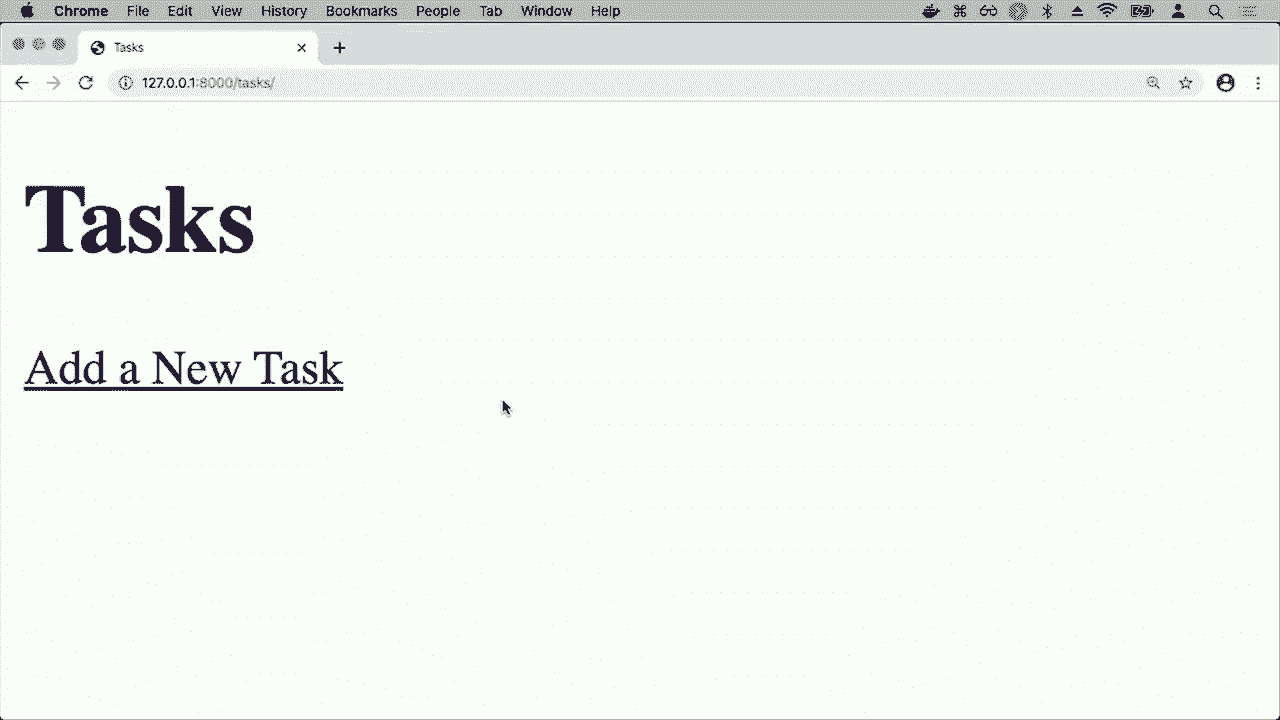 Chrome File Edit View History Bookmarks People Tab Window Help
Tasks
127.0.0.1:8000/tasks/
Tasks
Add a New Task